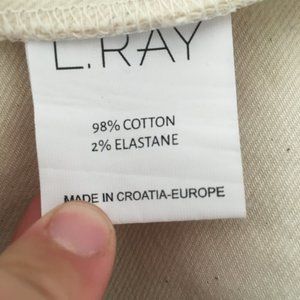 L.RAY
98% COTTON
2% ELASTANE
MADE IN CROATIA-EUROPE